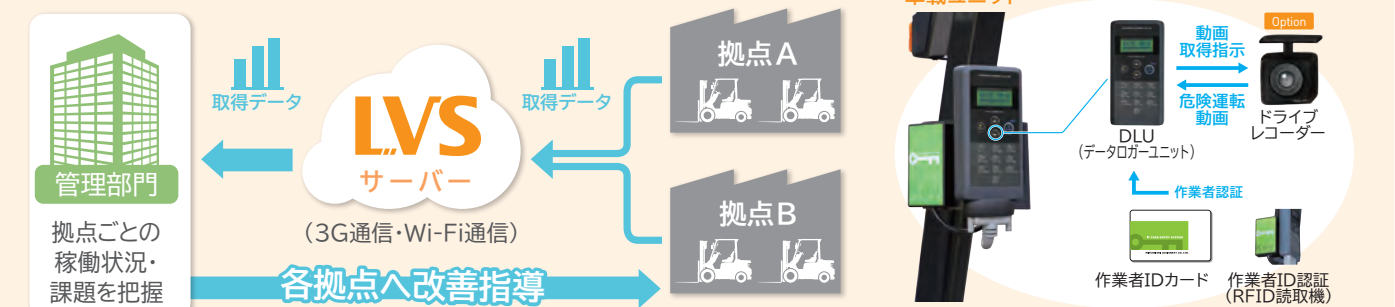 取得データ
LVS
サーバー
(3G通信・Wi-Fi通信)
取得データ
拠点A
拠点B
管理部門
拠点ごとの
稼働状況・
課題を把握
各拠点へ改善指導
Option
動画
取得指示
危険運転
動画
ドライブ
レコーダー
DLU
(データロガーユニット)
作業者認証
作業者IDカード
作業者ID認証
(RFID読取機)